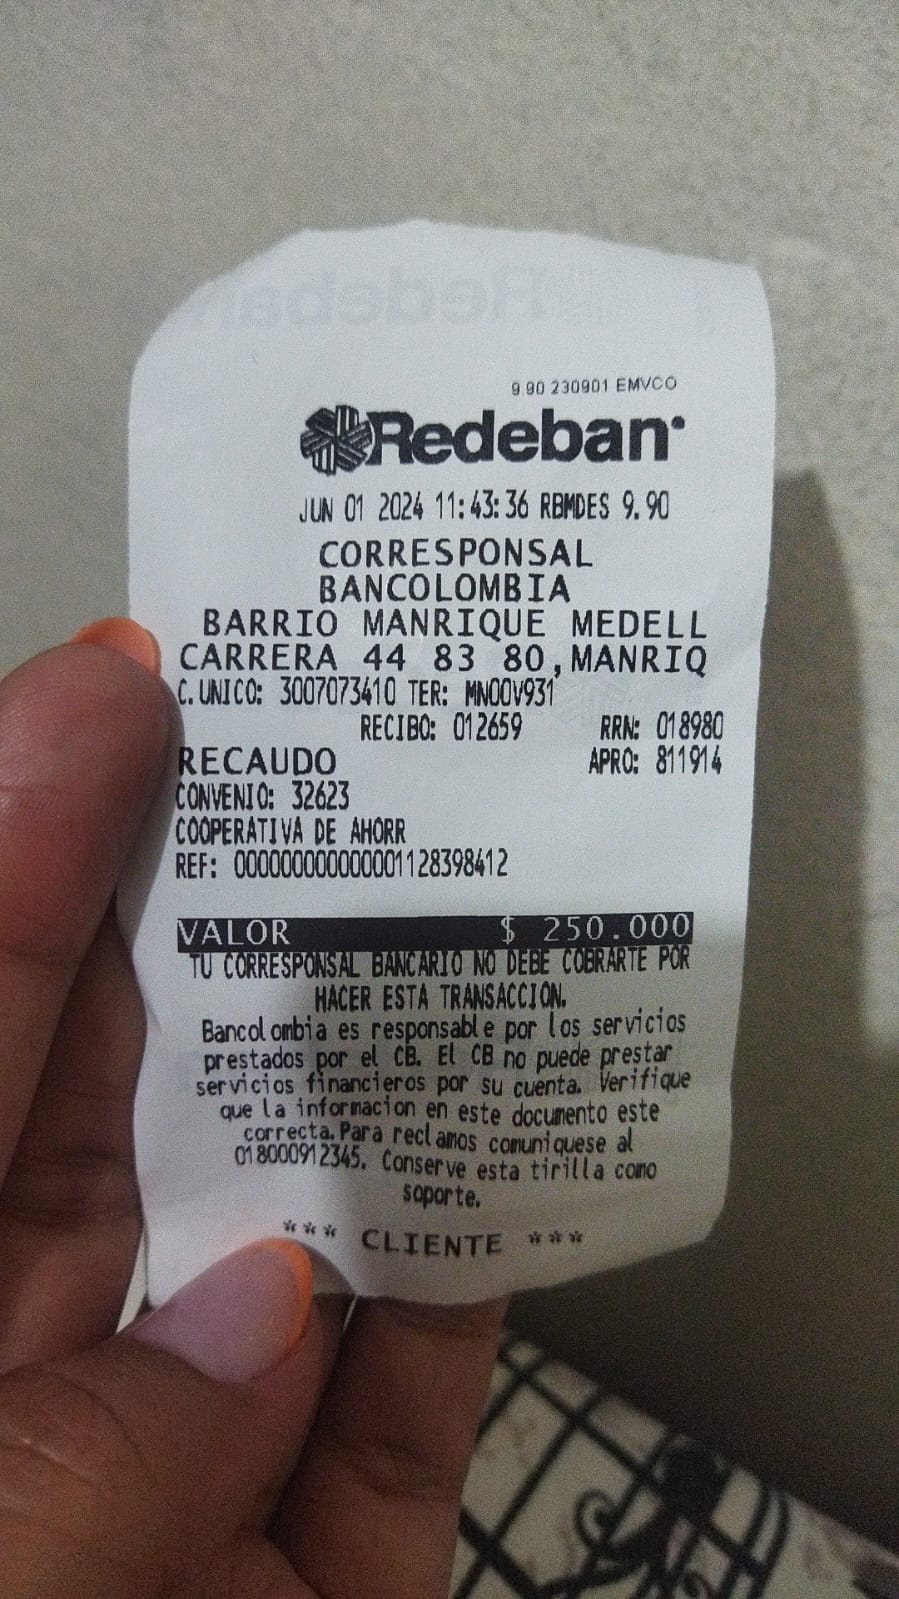 9.90 230901 EMVCO
Redeban
JUN 01 2024 11:43:36 RBMDES 9.90
CORRESPONSAL
BANCOLOMBIA
BARRIO MANRIQUE MEDELL
CARRERA 44 83 80,MANRIQ
C.UNICO: 3007073410 TER: MN00V931
RECIBO: 012659 RRN: 018980
RECAUDO APRO: 811914
CONVENIO: 32623
COOPERATIVA DE AHORR
REF: 00000000000001128398412
VALOR $ 250.000
TU CORRESPONSAL BANCARIO NO DEBE COBRARTE POR
HACER ESTA TRANSACCION.
Bancolombia es responsable por los servicios
prestados por el CB. El CB no puede prestar
servicios financieros por su cuenta. Verifique
que la informacion en este documento este
correcta.Para reclamos comuniquese al
018000912345. Conserve esta tirilla como
soporte.
*** CLIENTE ***